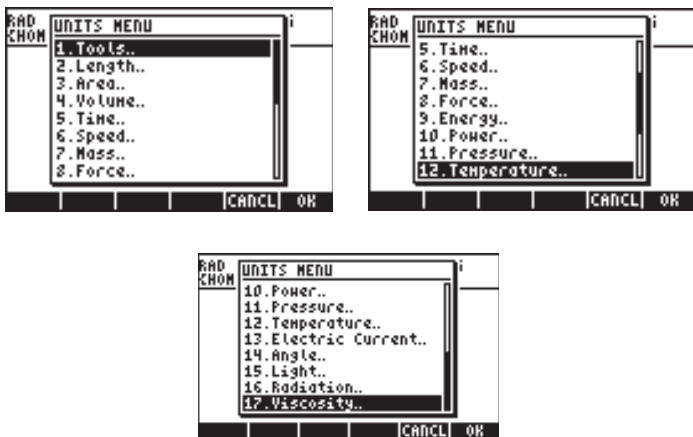 RAD
CHOM
UNITS MENU
i
1.Tools..
2.Length..
3.Area..
4.Volume..
5.Time..
6.Speed..
7.Mass..
8.Force..
CANCL OK
RAD
CHOM
UNITS MENU
i
5.Time..
6.Speed..
7.Mass..
8.Force..
9.Energy..
10.Power..
11.Pressure..
12.Temperature..
CANCL OK
RAD
CHOM
UNITS MENU
i
10.Power..
11.Pressure..
12.Temperature..
13.Electric Current..
14.Angle..
15.Light..
16.Radiation..
17.Viscosity..
CANCL OK